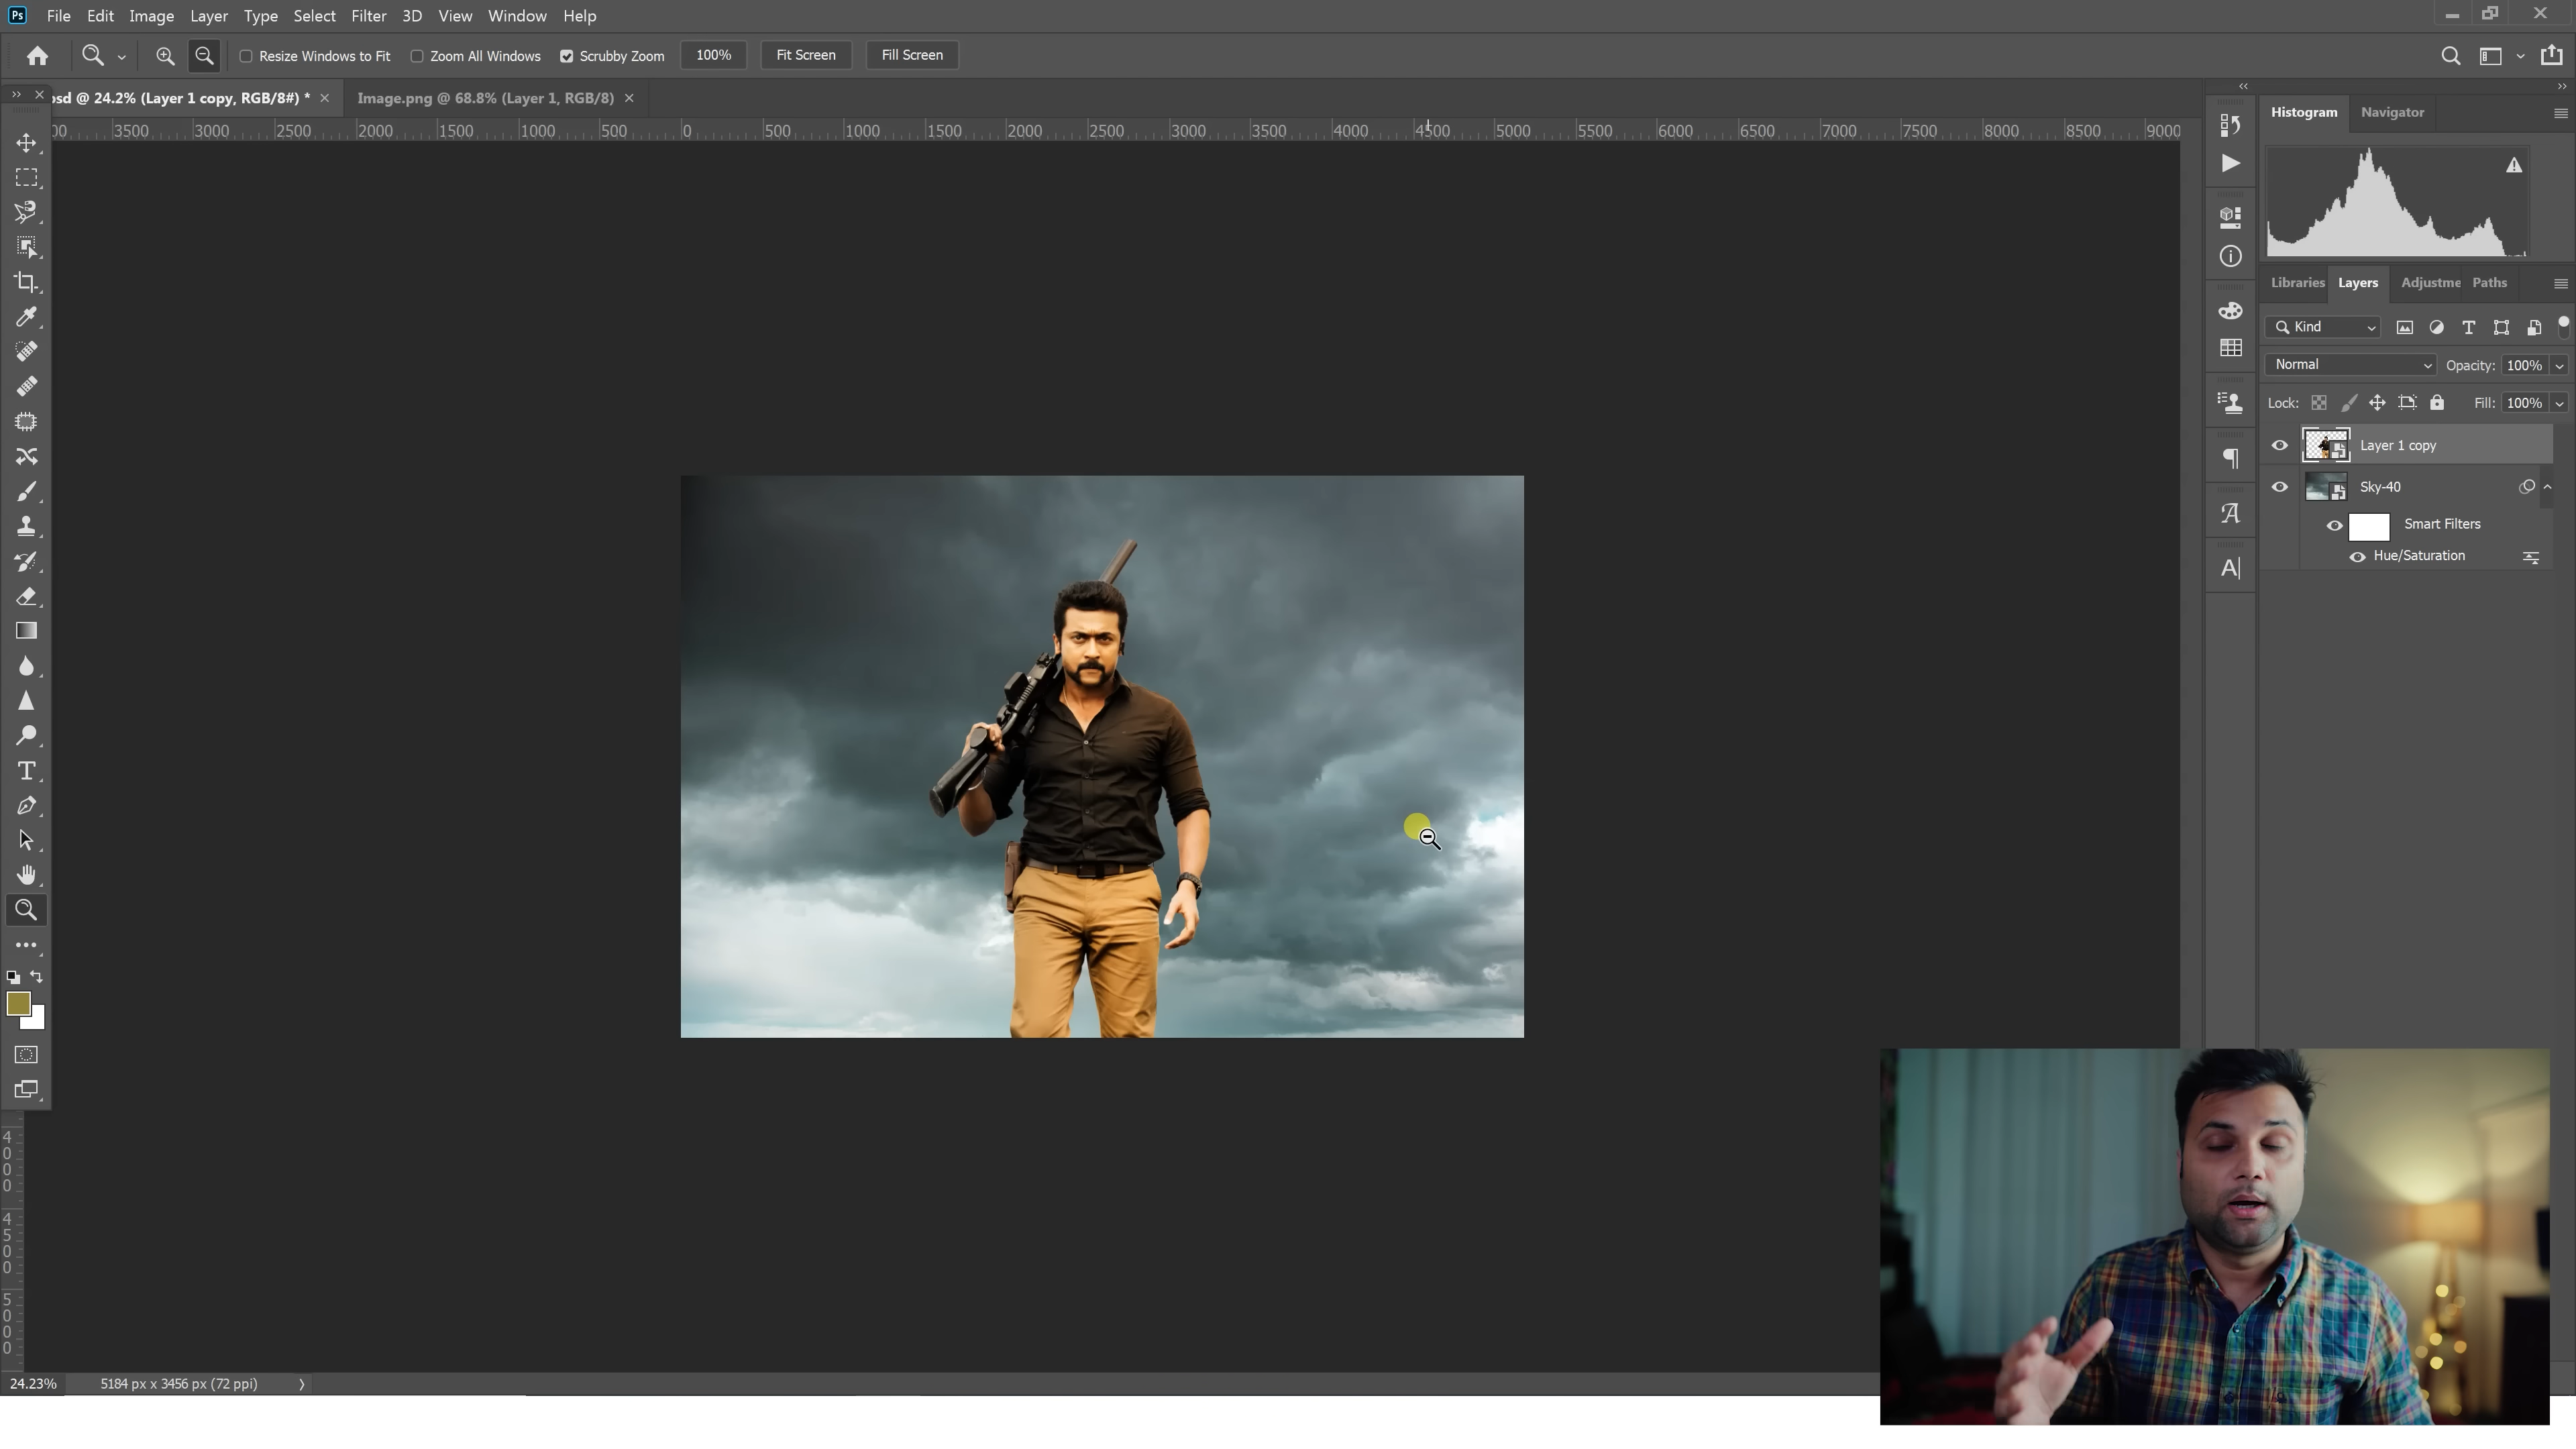 Ps File Edit Image Layer Type Select Filter 3D View Window Help
Resize Windows to Fit Zoom All Windows Scrubby Zoom 100% Fit Screen Fill Screen
sd @ 24.2% (Layer 1 copy, RGB/8#) * × Image.png @ 68.8% (Layer 1, RGB/8) ×
00 3500 3000 2500 2000 1500 1000 500 0 500 1000 1500 2000 2500 3000 3500 4000 4500 5000 5500 6000 6500 7000 7500 8000 8500 9000
Histogram Navigator
Libraries Layers Adjustme Paths
Kind
Normal Opacity: 100%
Lock: Fill: 100%
Layer 1 copy
Sky-40
Smart Filters
Hue/Saturation
4000
4500
5000
24.23% 5184 px x 3456 px (72 ppi)